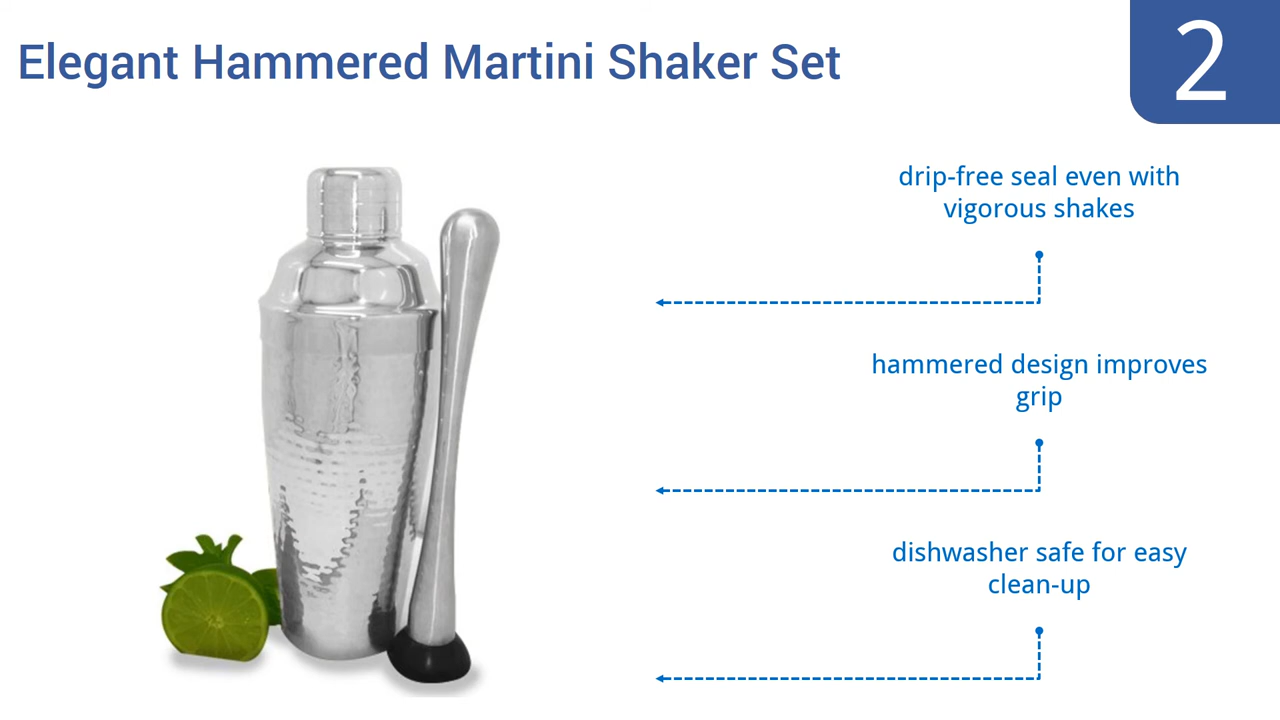 Elegant Hammered Martini Shaker Set
2
drip-free seal even with
vigorous shakes
hammered design improves
grip
dishwasher safe for easy
clean-up